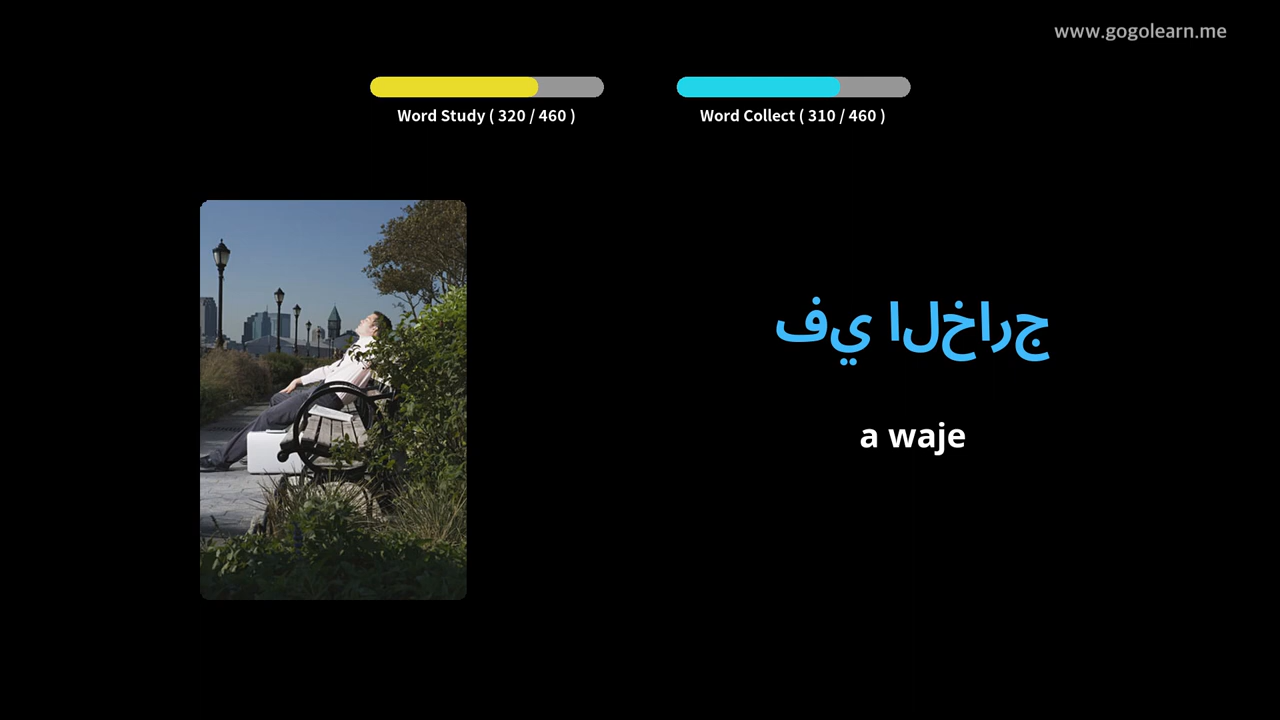 www.gogolearn.me
Word Study ( 320 / 460 )
Word Collect ( 310 / 460 )
في الخارج
a waje